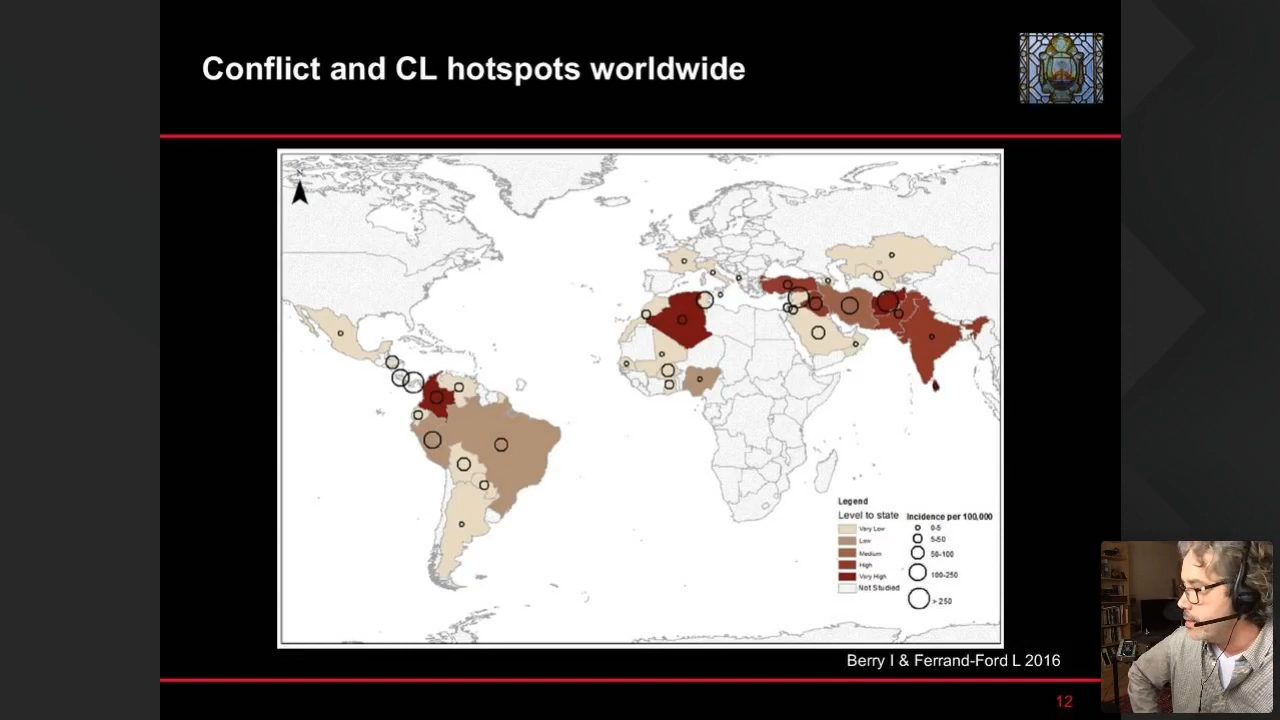 Conflict and CL hotspots worldwide
N
Legend
Level to state
Very Low
Low
Medium
High
Very High
Not Studied
Incidence per 100,000
0-5
5-50
50-100
100-250
> 250
Berry I & Ferrand-Ford L 2016
12